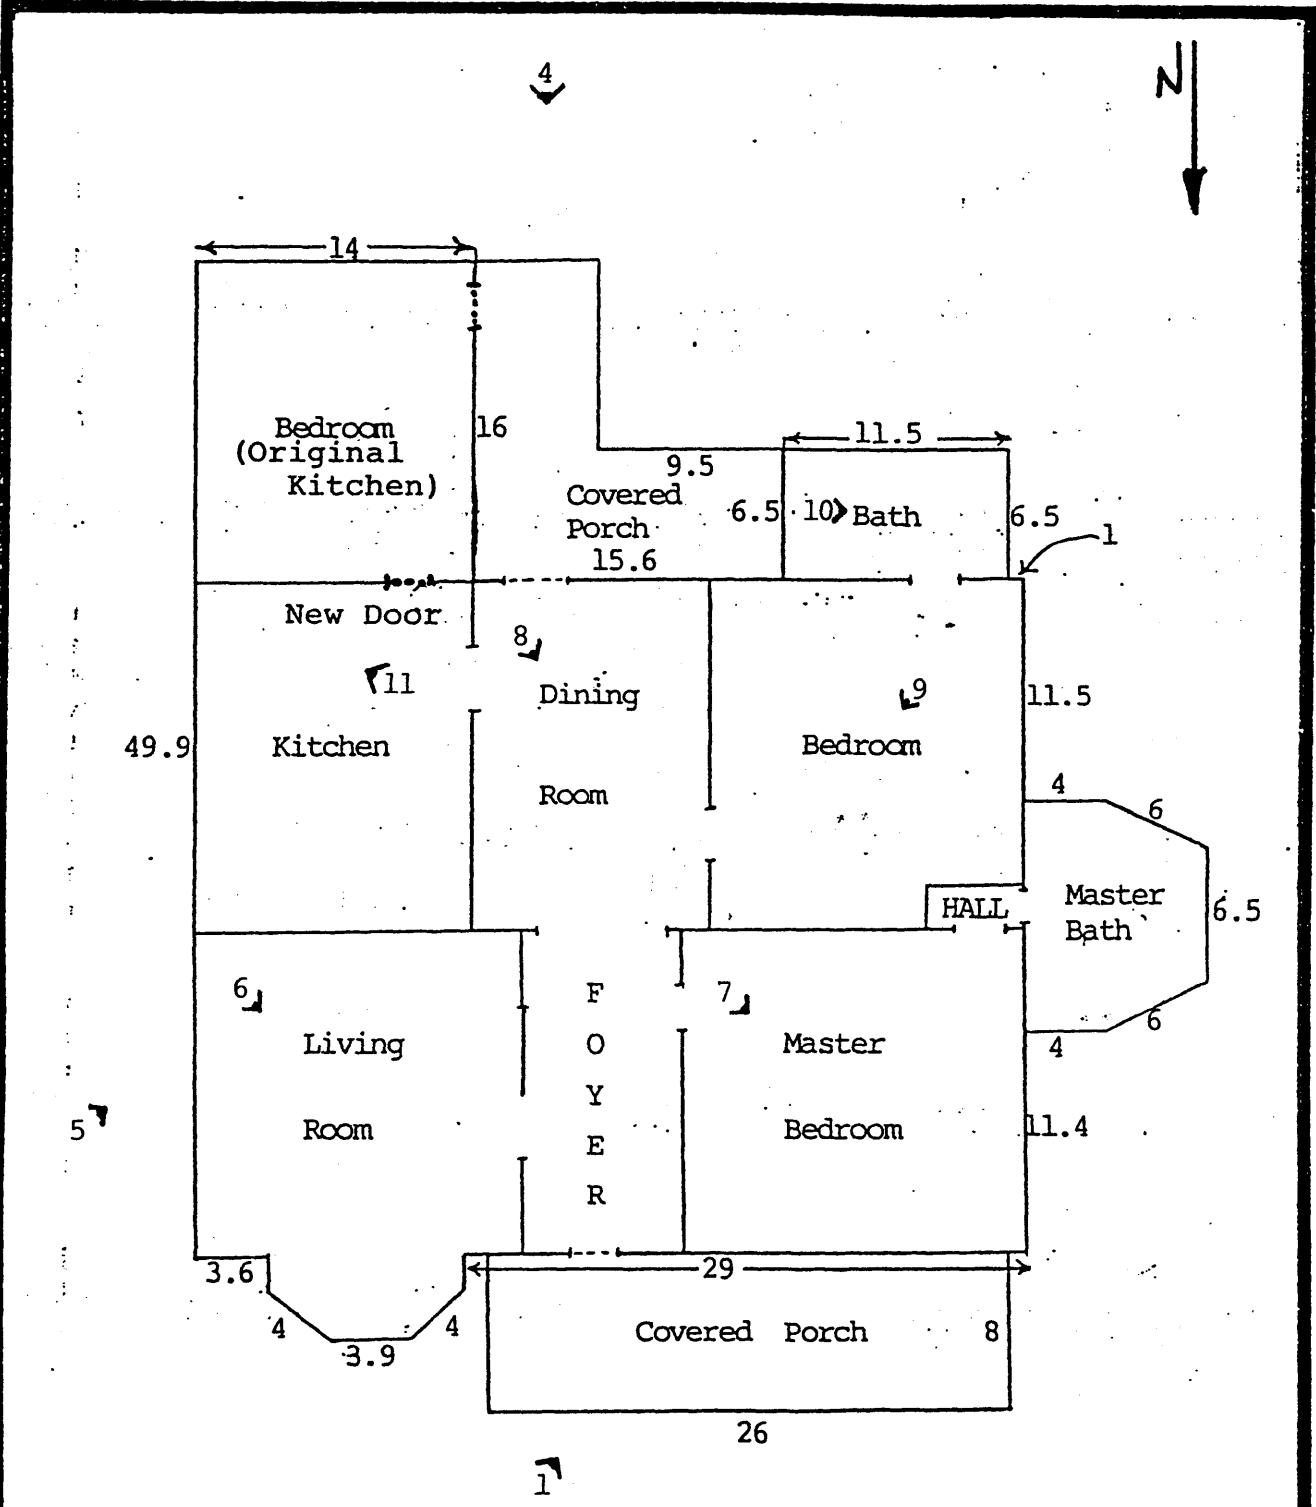 4
N
14
Bedroom
(Original
Kitchen)
16
11.5
9.5
Covered
Porch
6.5
10
Bath
6.5
1
15.6
New Door
8
11
Dining
9
11.5
49.9
Kitchen
Bedroom
Room
4
6
HALL
Master
Bath
6.5
6
7
F
O
Y
E
R
Living
Room
Master
Bedroom
6
4
5
11.4
3.6
29
4
4
3.9
Covered Porch
8
26
1